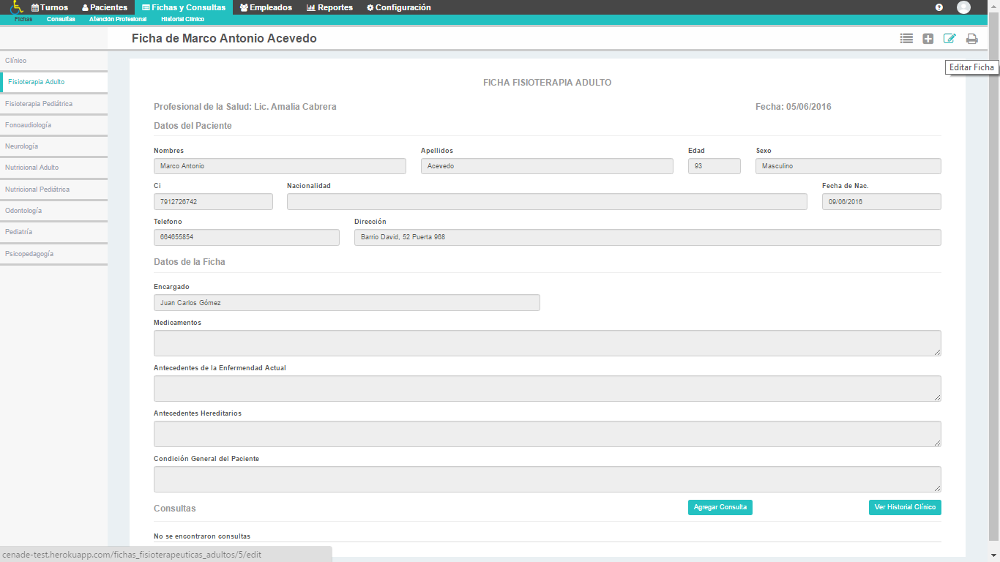 Turnos Pacientes Fichas y Consultas Empleados Reportes Configuración
Fichas Consultas Atención Profesional Historial Clínico
Ficha de Marco Antonio Acevedo
Editar Ficha
Clínico
Fisioterapia Adulto
Fisioterapia Pediátrica
Fonoaudiología
Neurología
Nutricional Adulto
Nutricional Pediátrica
Odontología
Pediatría
Psicopedagogía
FICHA FISIOTERAPIA ADULTO
Profesional de la Salud: Lic. Amalia Cabrera Fecha: 05/06/2016
Datos del Paciente
Nombres Apellidos Edad Sexo
Marco Antonio Acevedo 93 Masculino
Ci Nacionalidad Fecha de Nac.
7912726742 09/06/2016
Telefono Dirección
664655854 Barrio David, 52 Puerta 968
Datos de la Ficha
Encargado
Juan Carlos Gómez
Medicamentos
Antecedentes de la Enfermendad Actual
Antecedentes Hereditarios
Condición General del Paciente
Consultas Agregar Consulta Ver Historial Clínico
No se encontraron consultas
cenade-test.herokuapp.com/fichas_fisioterapeuticas_adultos/5/edit